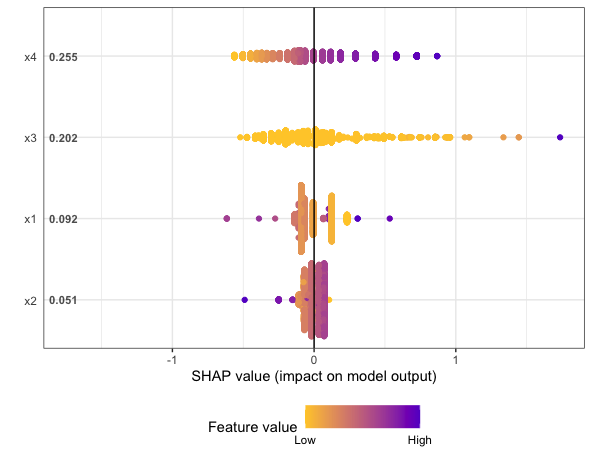 x4 0.255
x3 0.202
x1 0.092
x2 0.051
-1 0 1
SHAP value (impact on model output)
Feature value
Low High